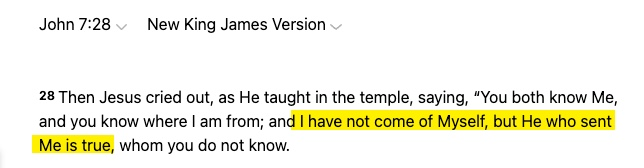 John 7:28 New King James Version
28 Then Jesus cried out, as He taught in the temple, saying, “You both know Me,
and you know where I am from; and I have not come of Myself, but He who sent
Me is true, whom you do not know.